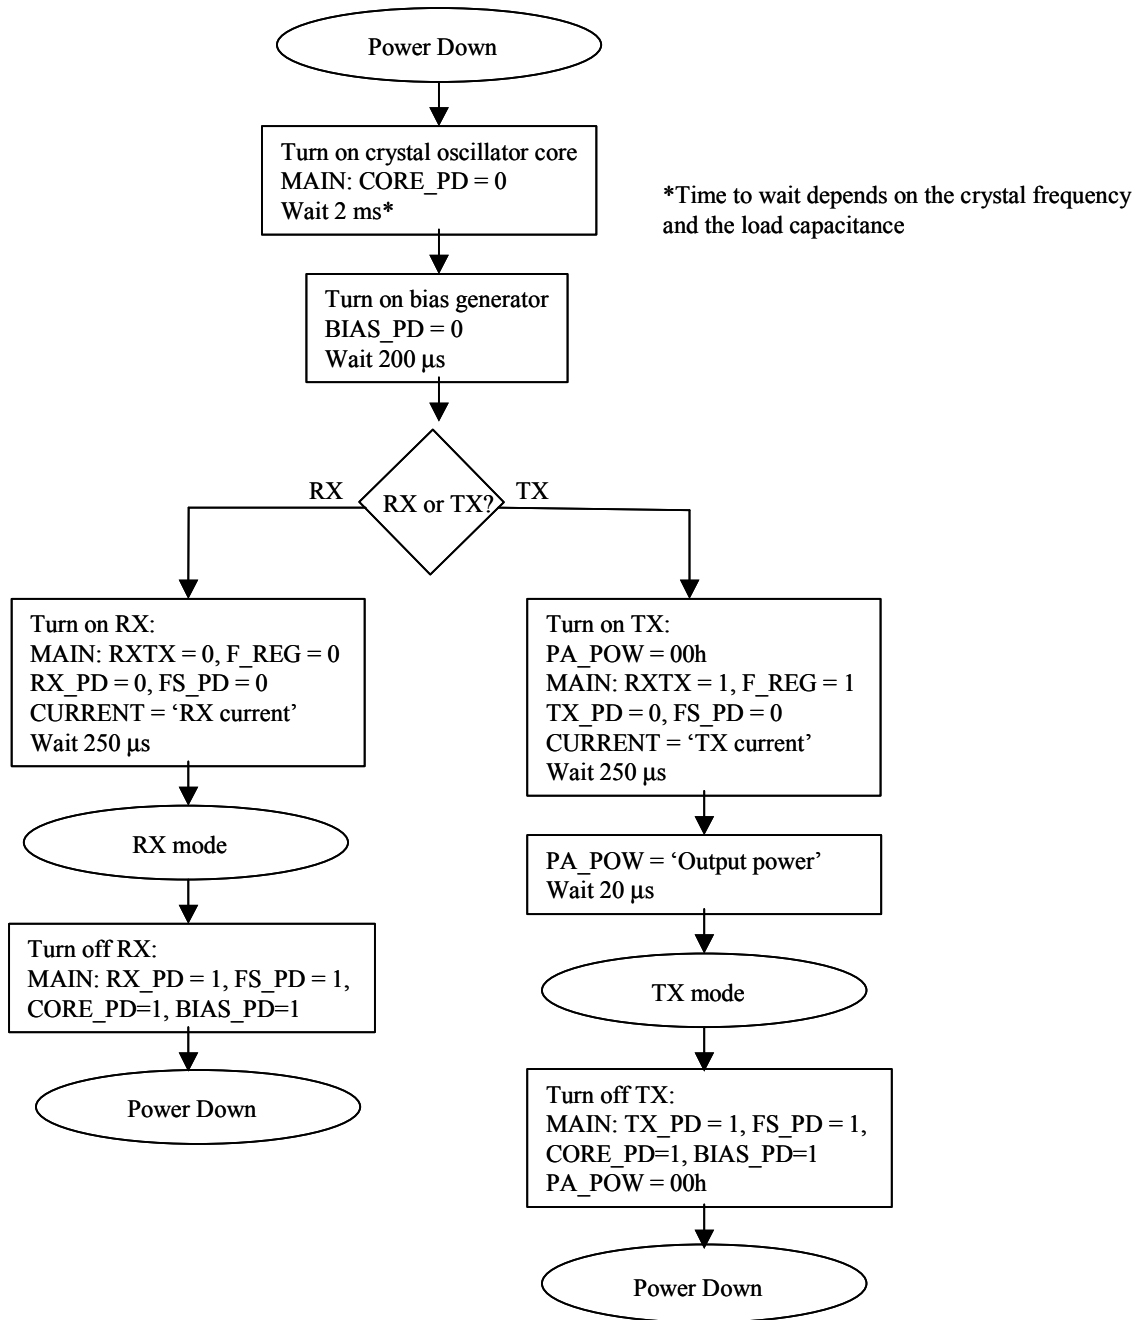 Power Down
Turn on crystal oscillator core
MAIN: CORE_PD = 0
Wait 2 ms*
*Time to wait depends on the crystal frequency
and the load capacitance
Turn on bias generator
BIAS_PD = 0
Wait 200 μs
RX
RX or TX?
TX
Turn on RX:
MAIN: RXTX = 0, F_REG = 0
RX_PD = 0, FS_PD = 0
CURRENT = ‘RX current’
Wait 250 μs
RX mode
Turn off RX:
MAIN: RX_PD = 1, FS_PD = 1,
CORE_PD=1, BIAS_PD=1
Power Down
Turn on TX:
PA_POW = 00h
MAIN: RXTX = 1, F_REG = 1
TX_PD = 0, FS_PD = 0
CURRENT = ‘TX current’
Wait 250 μs
PA_POW = ‘Output power’
Wait 20 μs
TX mode
Turn off TX:
MAIN: TX_PD = 1, FS_PD = 1,
CORE_PD=1, BIAS_PD=1
PA_POW = 00h
Power Down